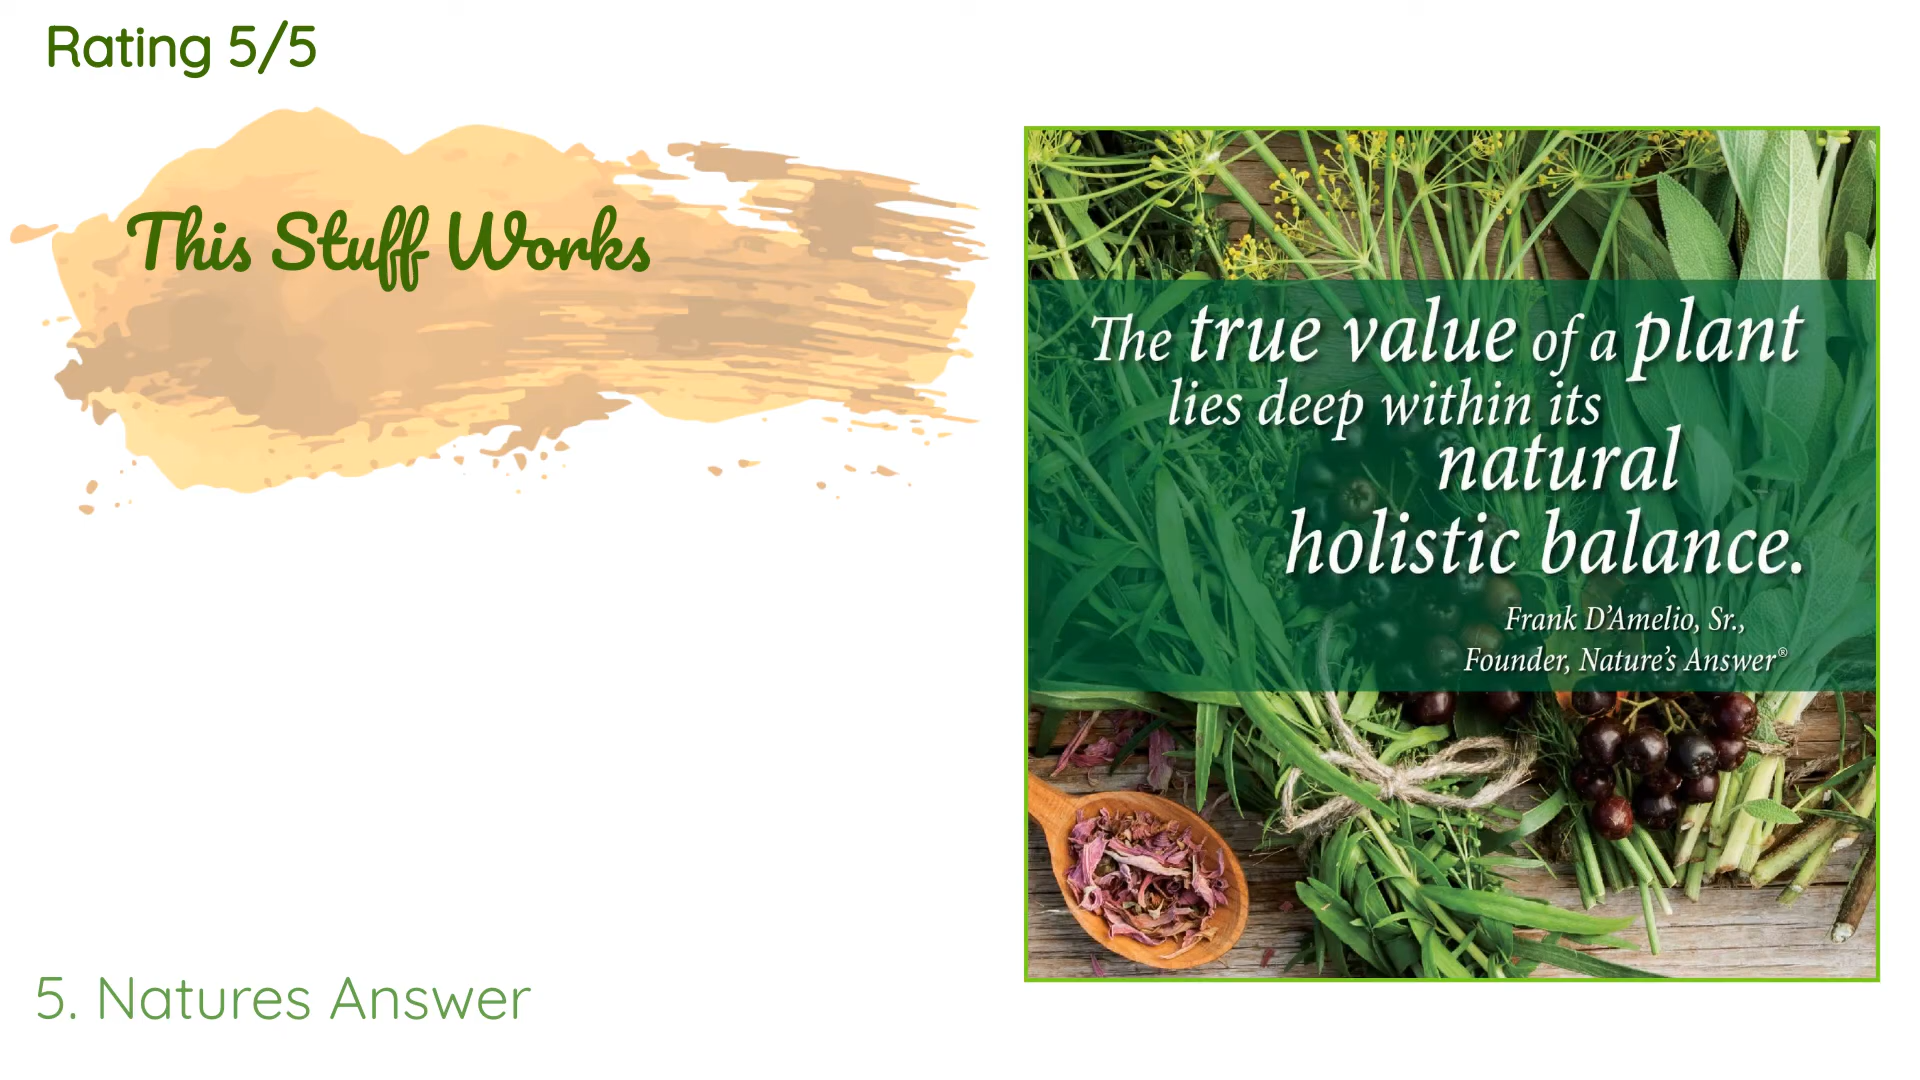 Rating 5/5
This Stuff Works
The true value of a plant
lies deep within its
natural
holistic balance.
Frank D'Amelio, Sr.,
Founder, Nature's Answer®
5. Natures Answer